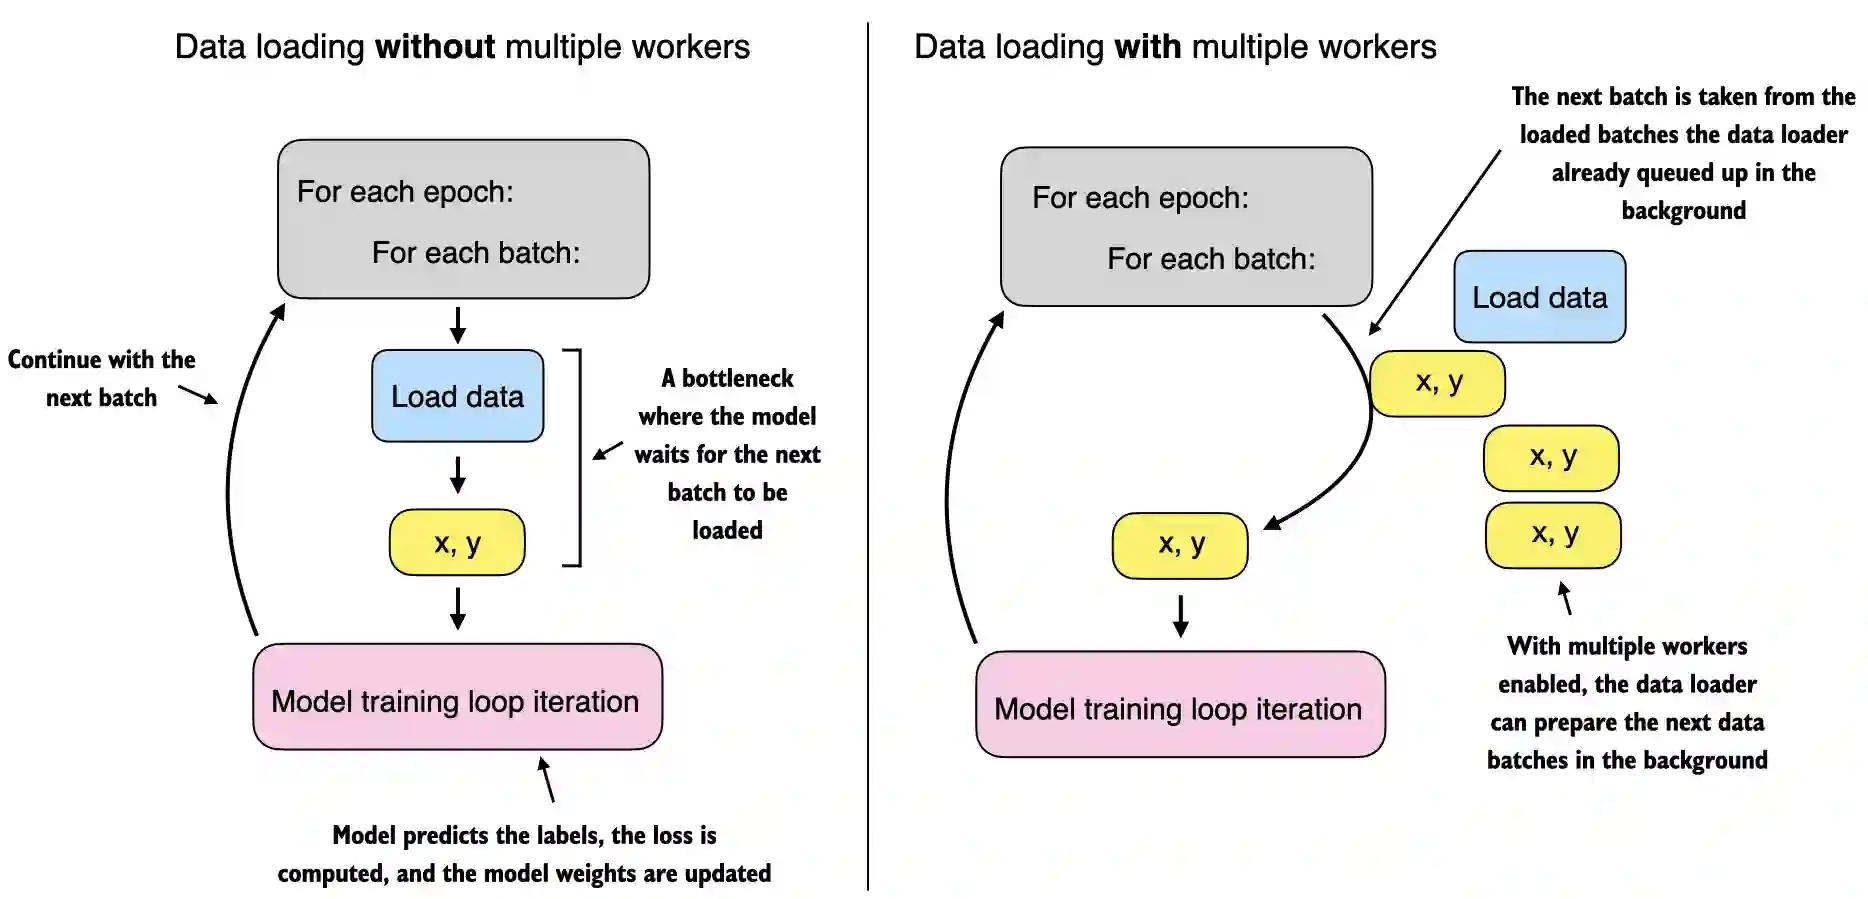 Data loading without multiple workers
For each epoch:
For each batch:
Continue with the
next batch
Load data
A bottleneck
where the model
waits for the next
batch to be
loaded
x, y
Model training loop iteration
Model predicts the labels, the loss is
computed, and the model weights are updated
Data loading with multiple workers
The next batch is taken from the
loaded batches the data loader
already queued up in the
background
For each epoch:
For each batch:
Load data
x, y
x, y
x, y
x, y
Model training loop iteration
With multiple workers
enabled, the data loader
can prepare the next data
batches in the background